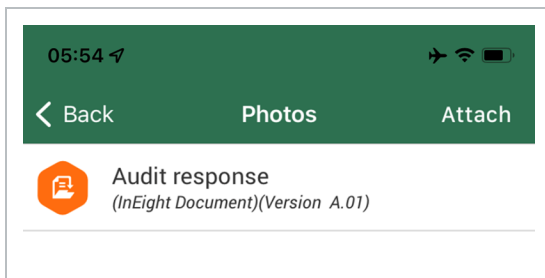 05:54
Back Photos Attach
Audit response
(InEight Document)(Version A.01)